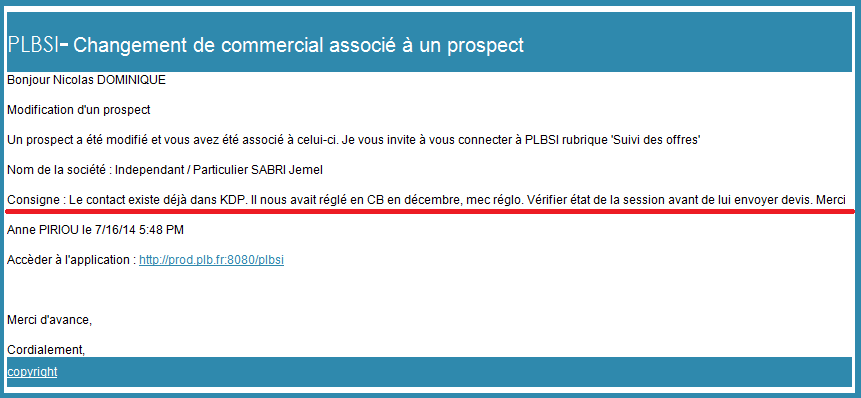 PLBSI- Changement de commercial associé à un prospect
Bonjour Nicolas DOMINIQUE
Modification d'un prospect
Un prospect a été modifié et vous avez été associé à celui-ci. Je vous invite à vous connecter à PLBSI rubrique 'Suivi des offres'
Nom de la société : Independant / Particulier SABRI Jemel
Consigne : Le contact existe déjà dans KDP. Il nous avait réglé en CB en décembre, mec réglo. Vérifier état de la session avant de lui envoyer devis. Merci
Anne PIRIOU le 7/16/14 5:48 PM
Accèder à l'application : http://prod.plb.fr:8080/plbsi
Merci d'avance,
Cordialement,
copyright